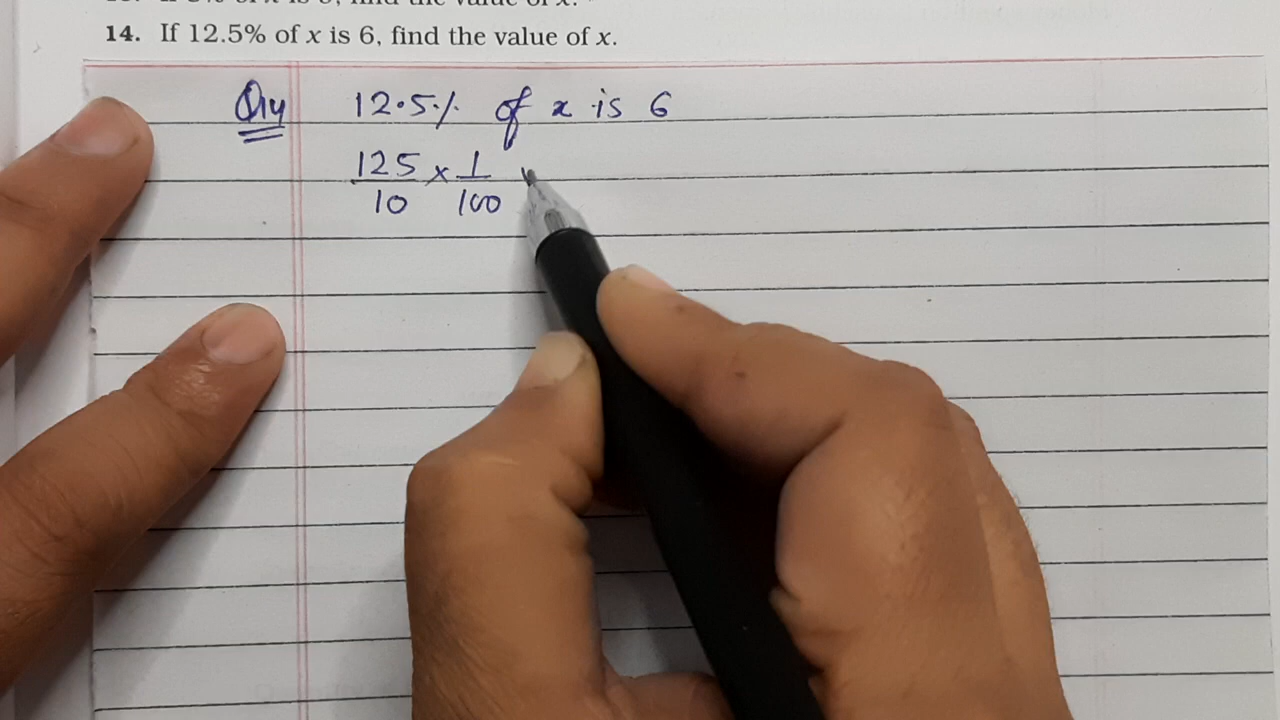 14. If 12.5% of x is 6, find the value of x.
Q14 12.5% of x is 6
125/10 × 1/100